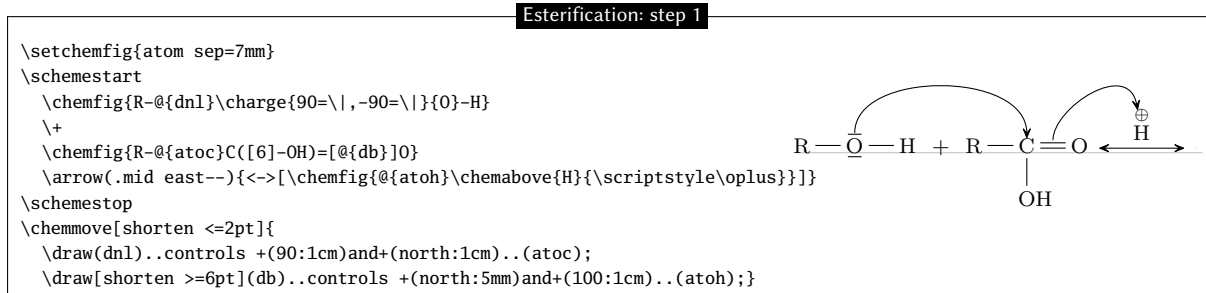 Esterification: step 1
\setchemfig{atom sep=7mm}
\schemestart
\chemfig{R-@{dnl}\charge{90=\|,-90=\|}{O}-H}
\+
\chemfig{R-@{atoc}C([6]-OH)=[@{db}]O}
\arrow(.mid east--){<->[\chemfig{@{atoh}\chemabove{H}{\scriptstyle\oplus}}]}
\schemestop
\chemmove[shorten <=2pt]{
\draw(dnl)..controls +(90:1cm)and+(north:1cm)..(atoc);
\draw[shorten >=6pt](db)..controls +(north:5mm)and+(100:1cm)..(atoh);}
⊕
H
R O H + R C O
OH